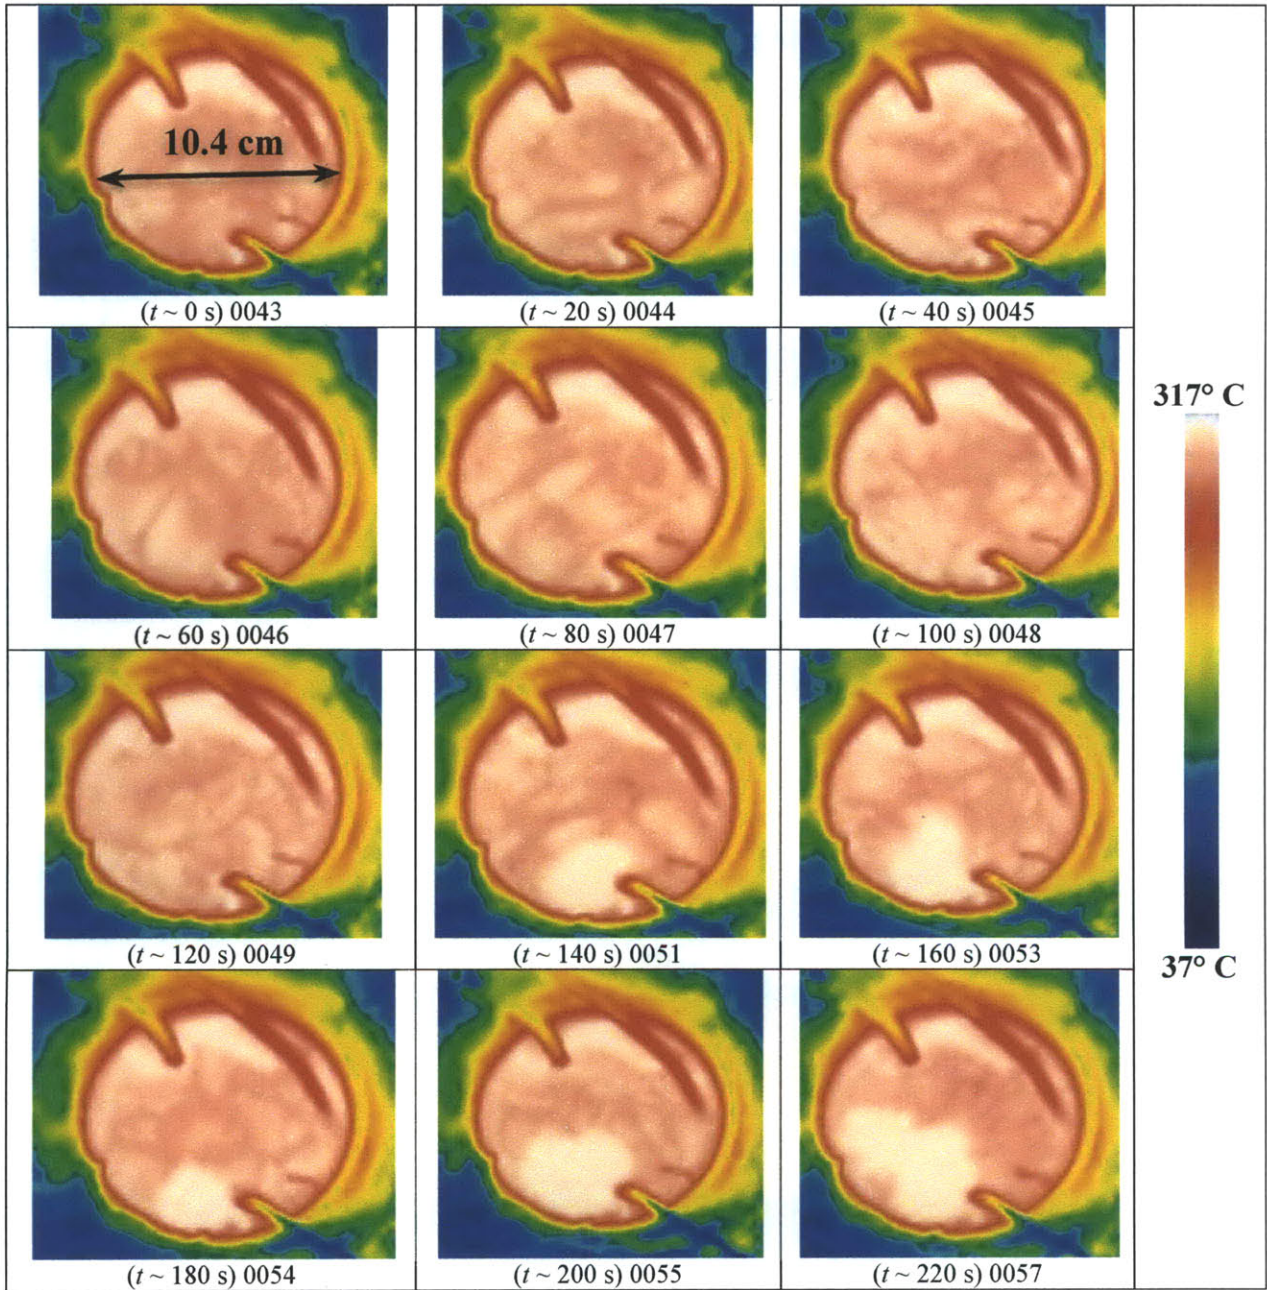 10.4 cm
(t ~ 0 s) 0043
(t ~ 20 s) 0044
(t ~ 40 s) 0045
(t ~ 60 s) 0046
(t ~ 80 s) 0047
(t ~ 100 s) 0048
(t ~ 120 s) 0049
(t ~ 140 s) 0051
(t ~ 160 s) 0053
(t ~ 180 s) 0054
(t ~ 200 s) 0055
(t ~ 220 s) 0057
317° C
37° C